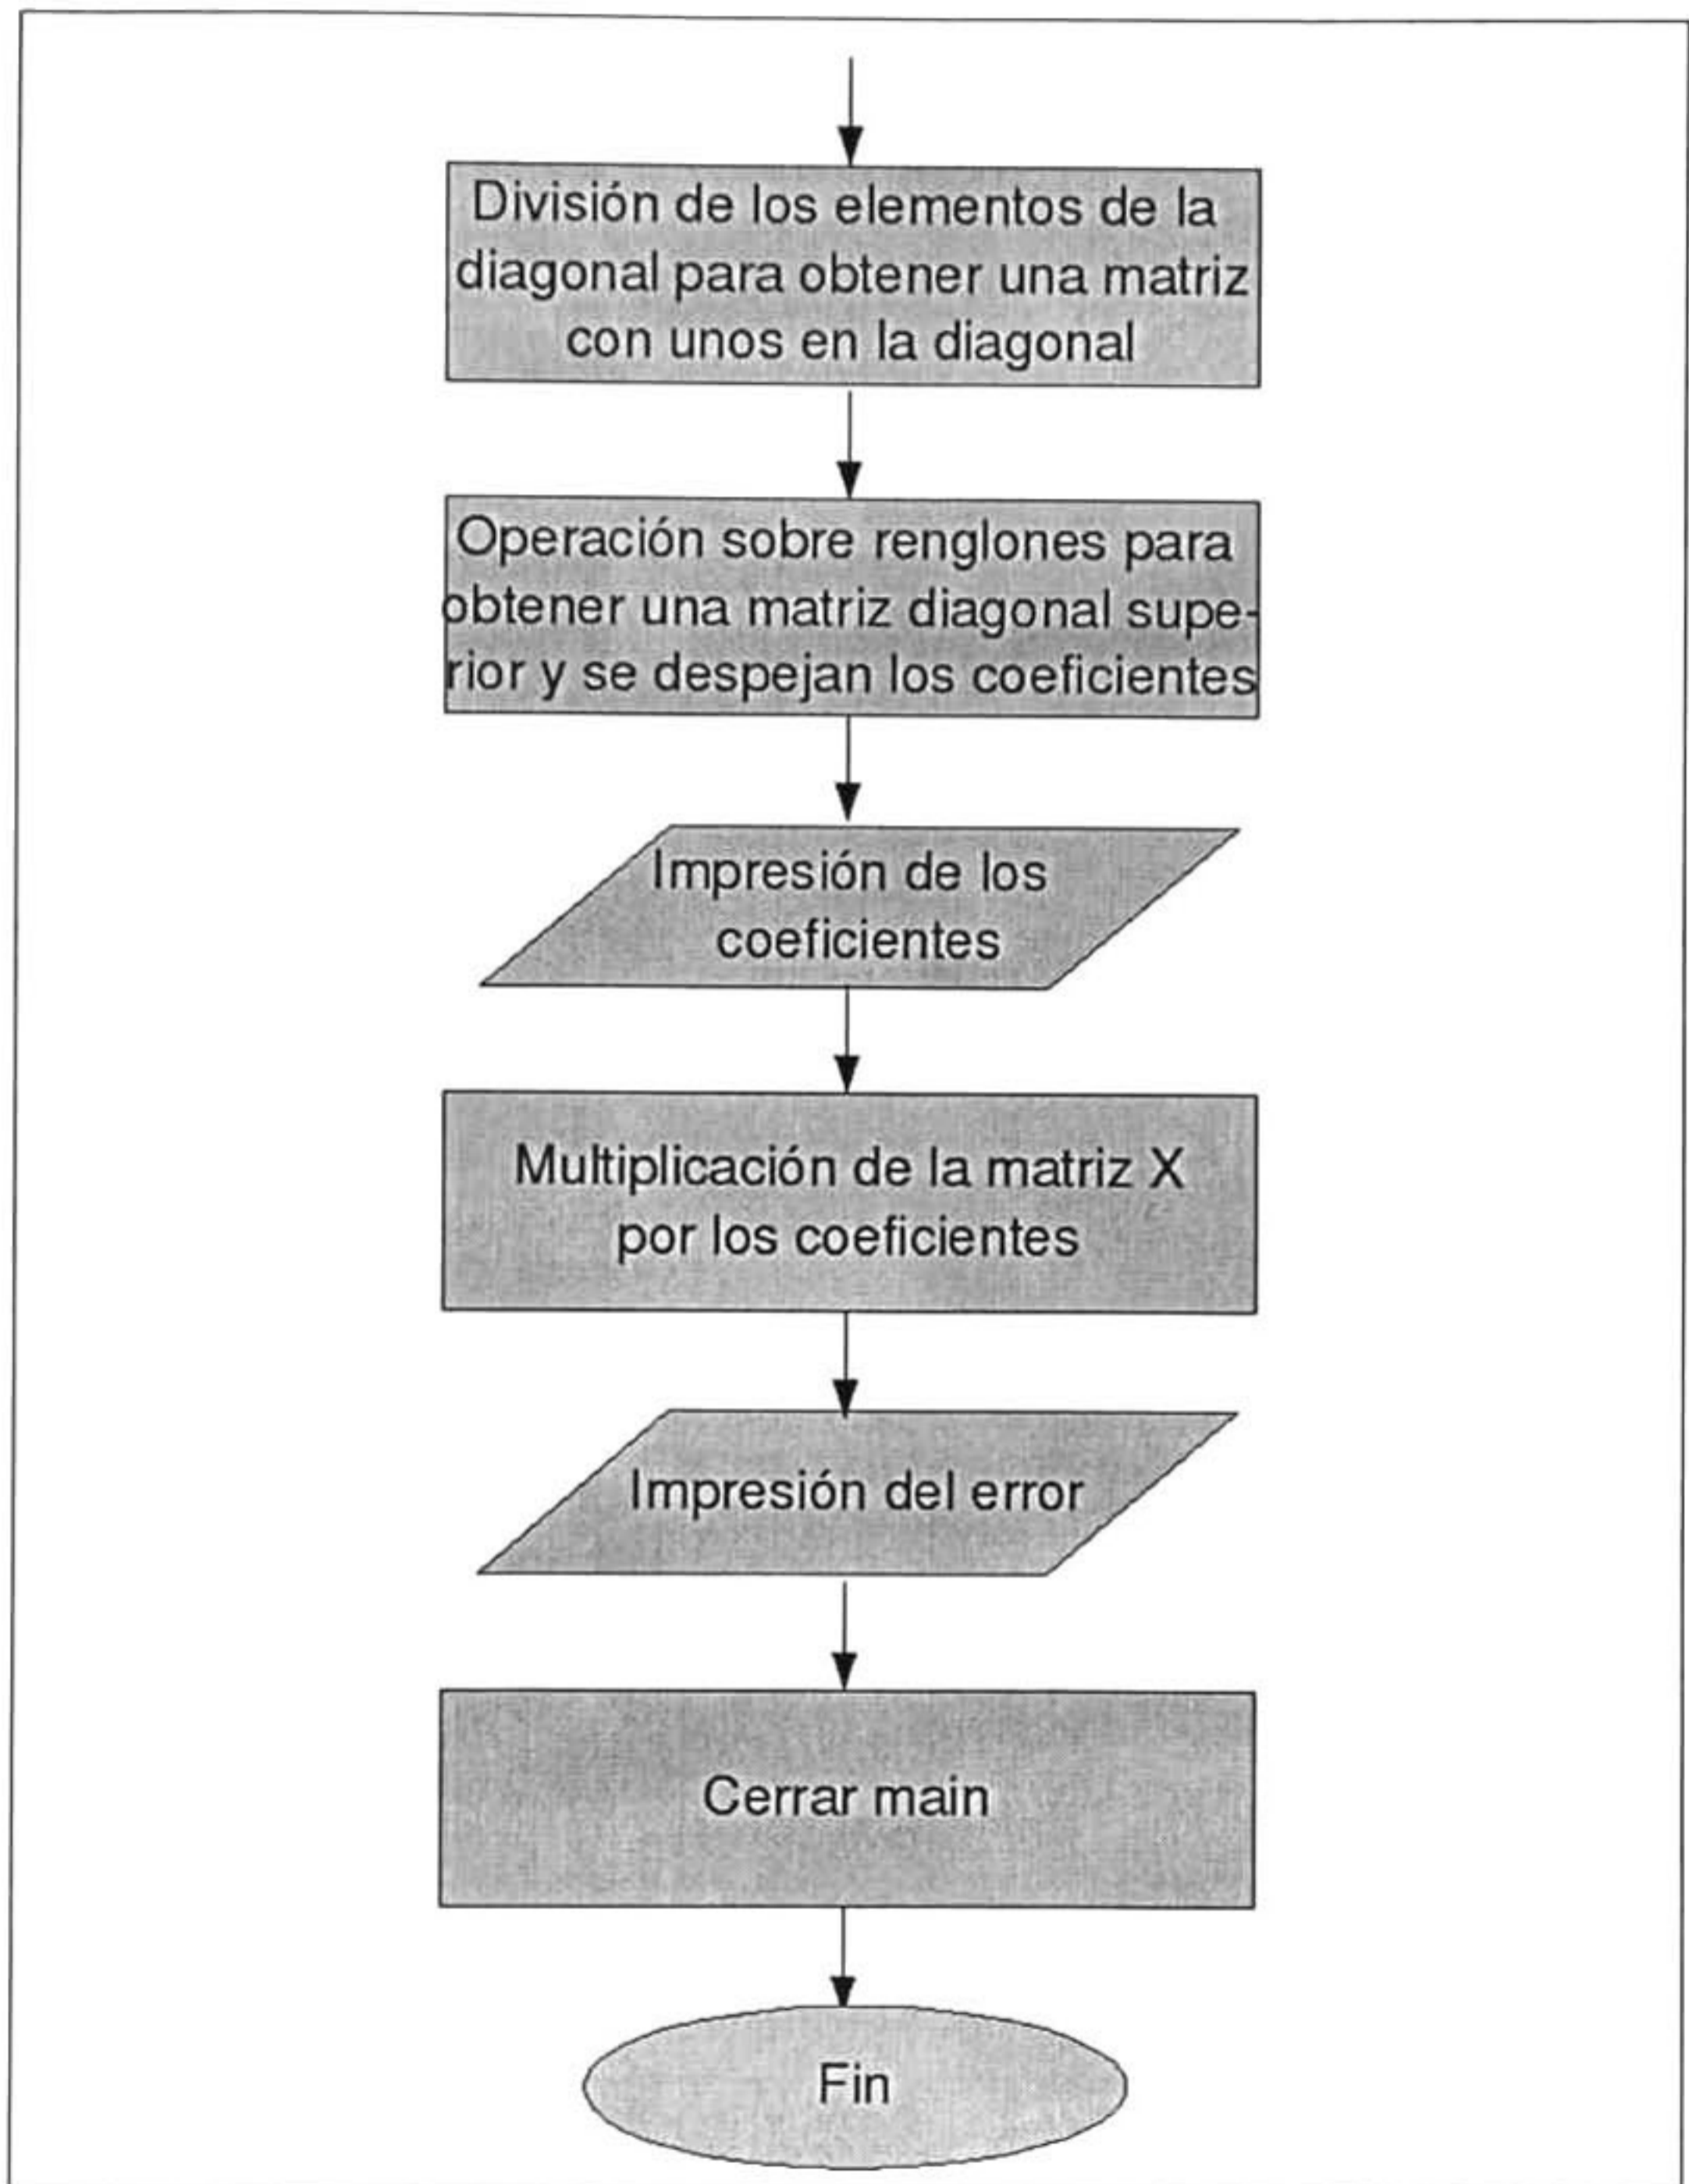 División de los elementos de la
diagonal para obtener una matriz
con unos en la diagonal
Operación sobre renglones para
obtener una matriz diagonal supe-
rior y se despejan los coeficientes
Impresión de los
coeficientes
Multiplicación de la matriz X
por los coeficientes
Impresión del error
Cerrar main
Fin